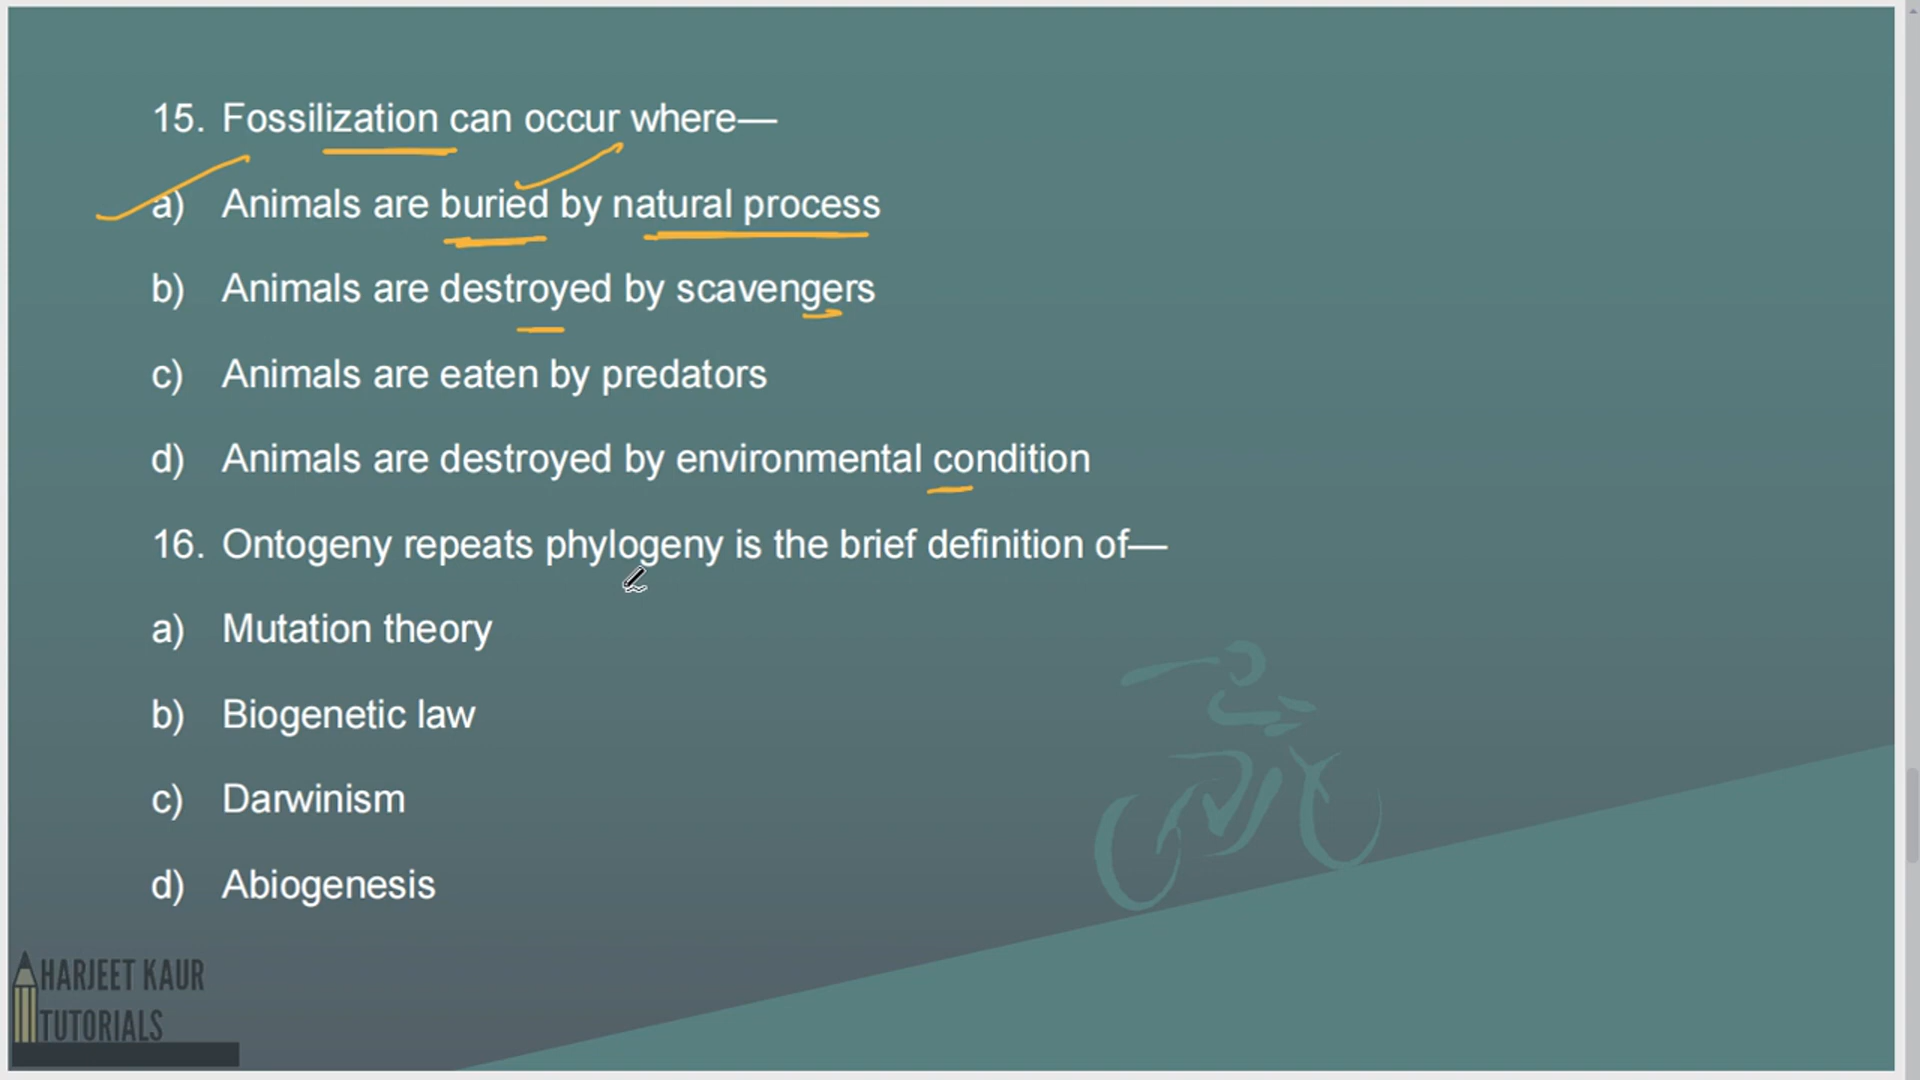 15. Fossilization can occur where—
a) Animals are buried by natural process
b) Animals are destroyed by scavengers
c) Animals are eaten by predators
d) Animals are destroyed by environmental condition
16. Ontogeny repeats phylogeny is the brief definition of—
a) Mutation theory
b) Biogenetic law
c) Darwinism
d) Abiogenesis
HARJEET KAUR
TUTORIALS